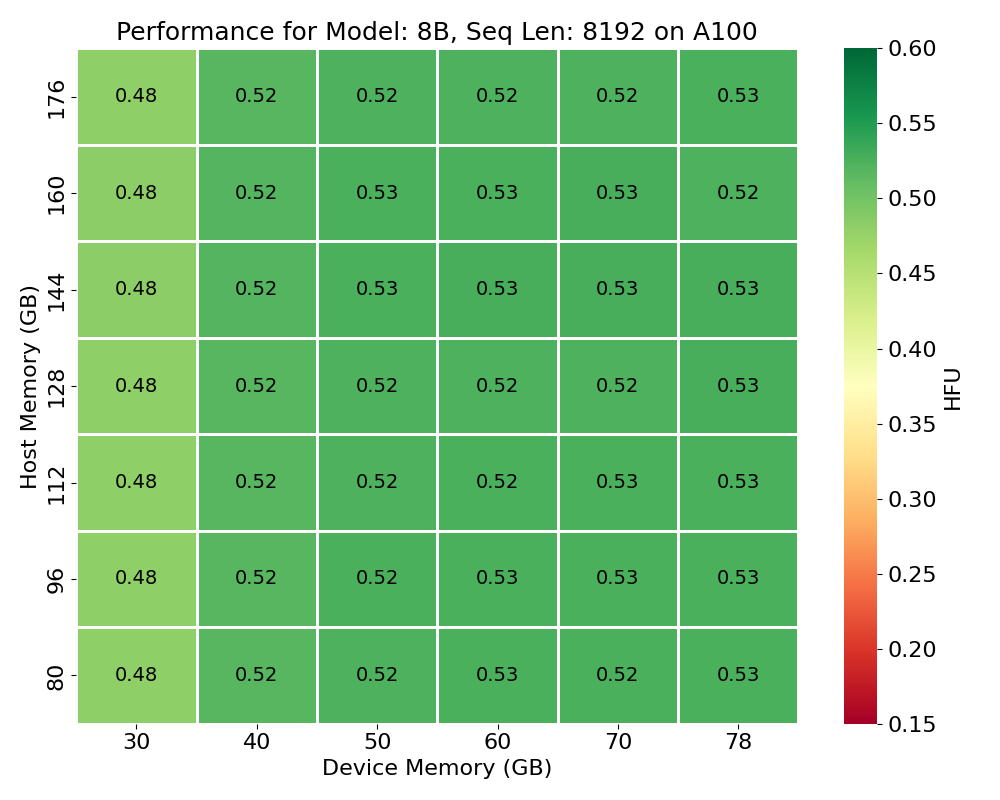 Performance for Model: 8B, Seq Len: 8192 on A100
Host Memory (GB)
176 0.48 0.52 0.52 0.52 0.52 0.53
160 0.48 0.52 0.53 0.53 0.53 0.52
144 0.48 0.52 0.53 0.53 0.53 0.53
128 0.48 0.52 0.52 0.52 0.52 0.53
112 0.48 0.52 0.52 0.52 0.53 0.53
96 0.48 0.52 0.52 0.53 0.53 0.53
80 0.48 0.52 0.52 0.53 0.52 0.53
30 40 50 60 70 78
Device Memory (GB)
0.60
0.55
0.50
0.45
0.40
0.35
0.30
0.25
0.20
0.15
HFU